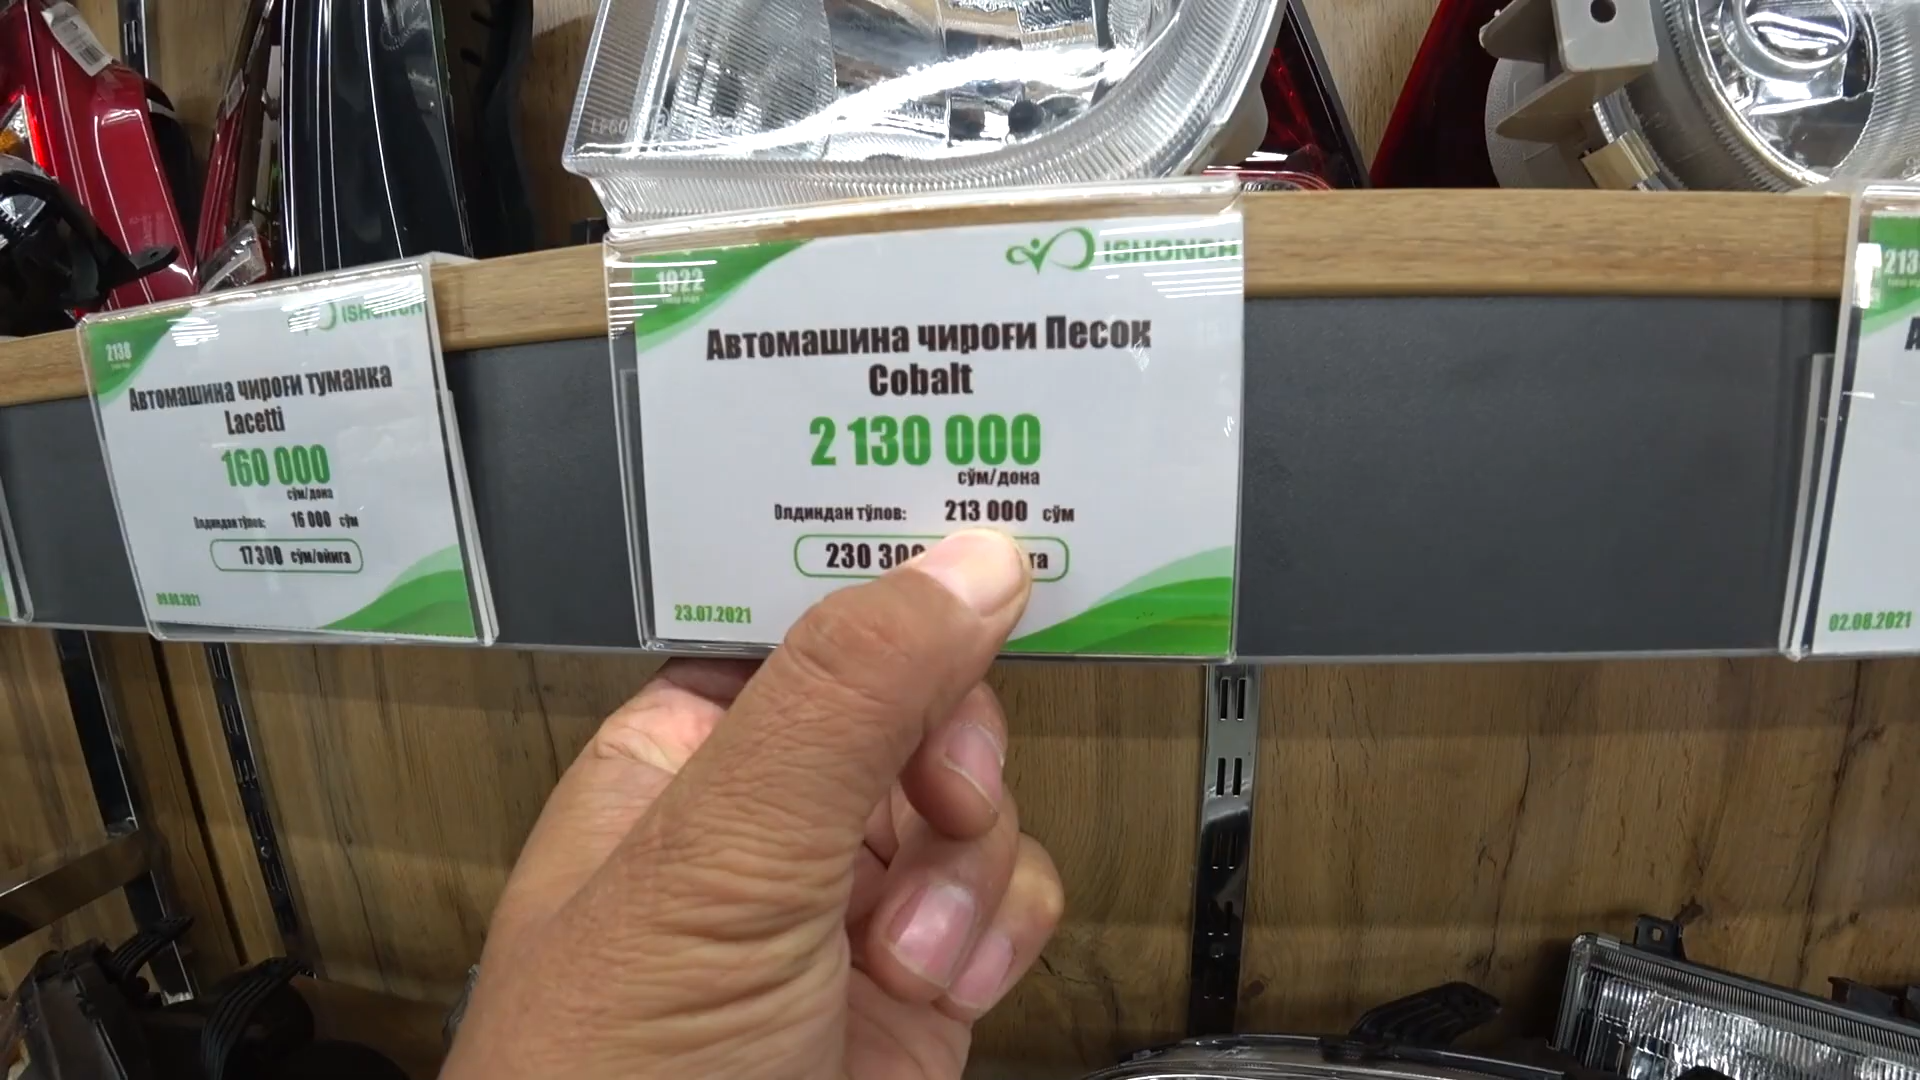 2138
ISHONCH
Автомашина чироғи туманка
Lacetti
160 000
сўм/дона
Олдиндан тўлов: 16 000 сўм
17 300 сўм/ойига
09.08.2021
1922
ISHONCH
Автомашина чироғи Песок
Cobalt
2 130 000
сўм/дона
Олдиндан тўлов: 213 000 сўм
230 300
23.07.2021
213
02.08.2021